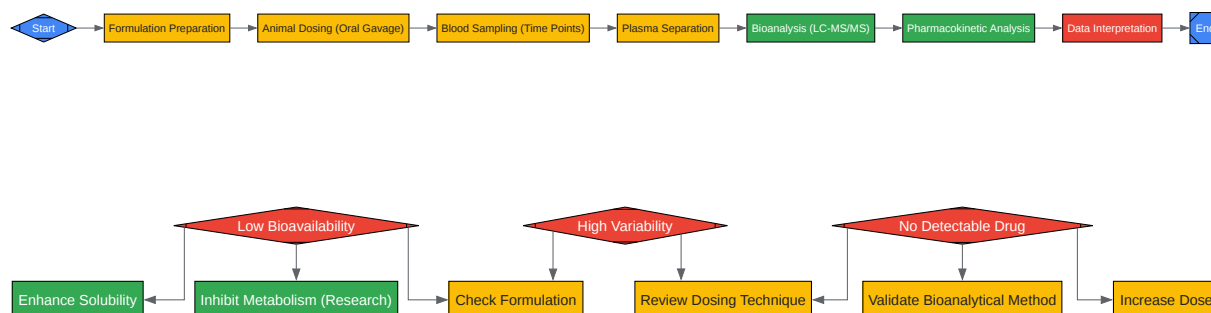 Start
Formulation Preparation
Animal Dosing (Oral Gavage)
Blood Sampling (Time Points)
Plasma Separation
Bioanalysis (LC-MS/MS)
Pharmacokinetic Analysis
Data Interpretation
End
Low Bioavailability
High Variability
No Detectable Drug
Enhance Solubility
Inhibit Metabolism (Research)
Check Formulation
Review Dosing Technique
Validate Bioanalytical Method
Increase Dose